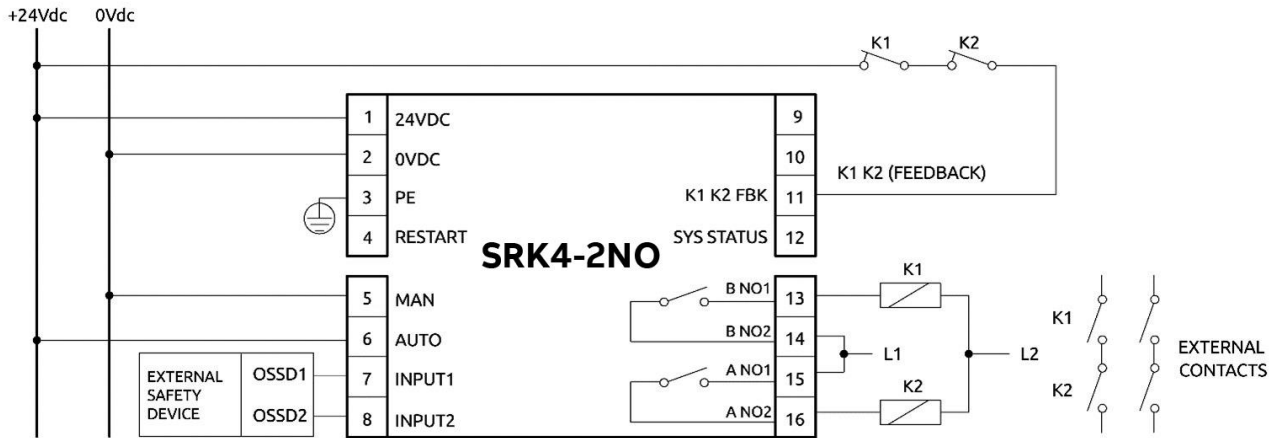 +24Vdc 0Vdc
K1 K2
1 24VDC
2 0VDC
3 PE
4 RESTART
9
10
K1 K2 FBK 11
SYS STATUS 12
K1 K2 (FEEDBACK)
SRK4-2NO
5 MAN
6 AUTO
7 INPUT1
8 INPUT2
EXTERNAL
SAFETY
DEVICE
OSSD1
OSSD2
B NO1 13
B NO2 14
A NO1 15
A NO2 16
K1
L1
L2
K2
K1
K2
EXTERNAL
CONTACTS